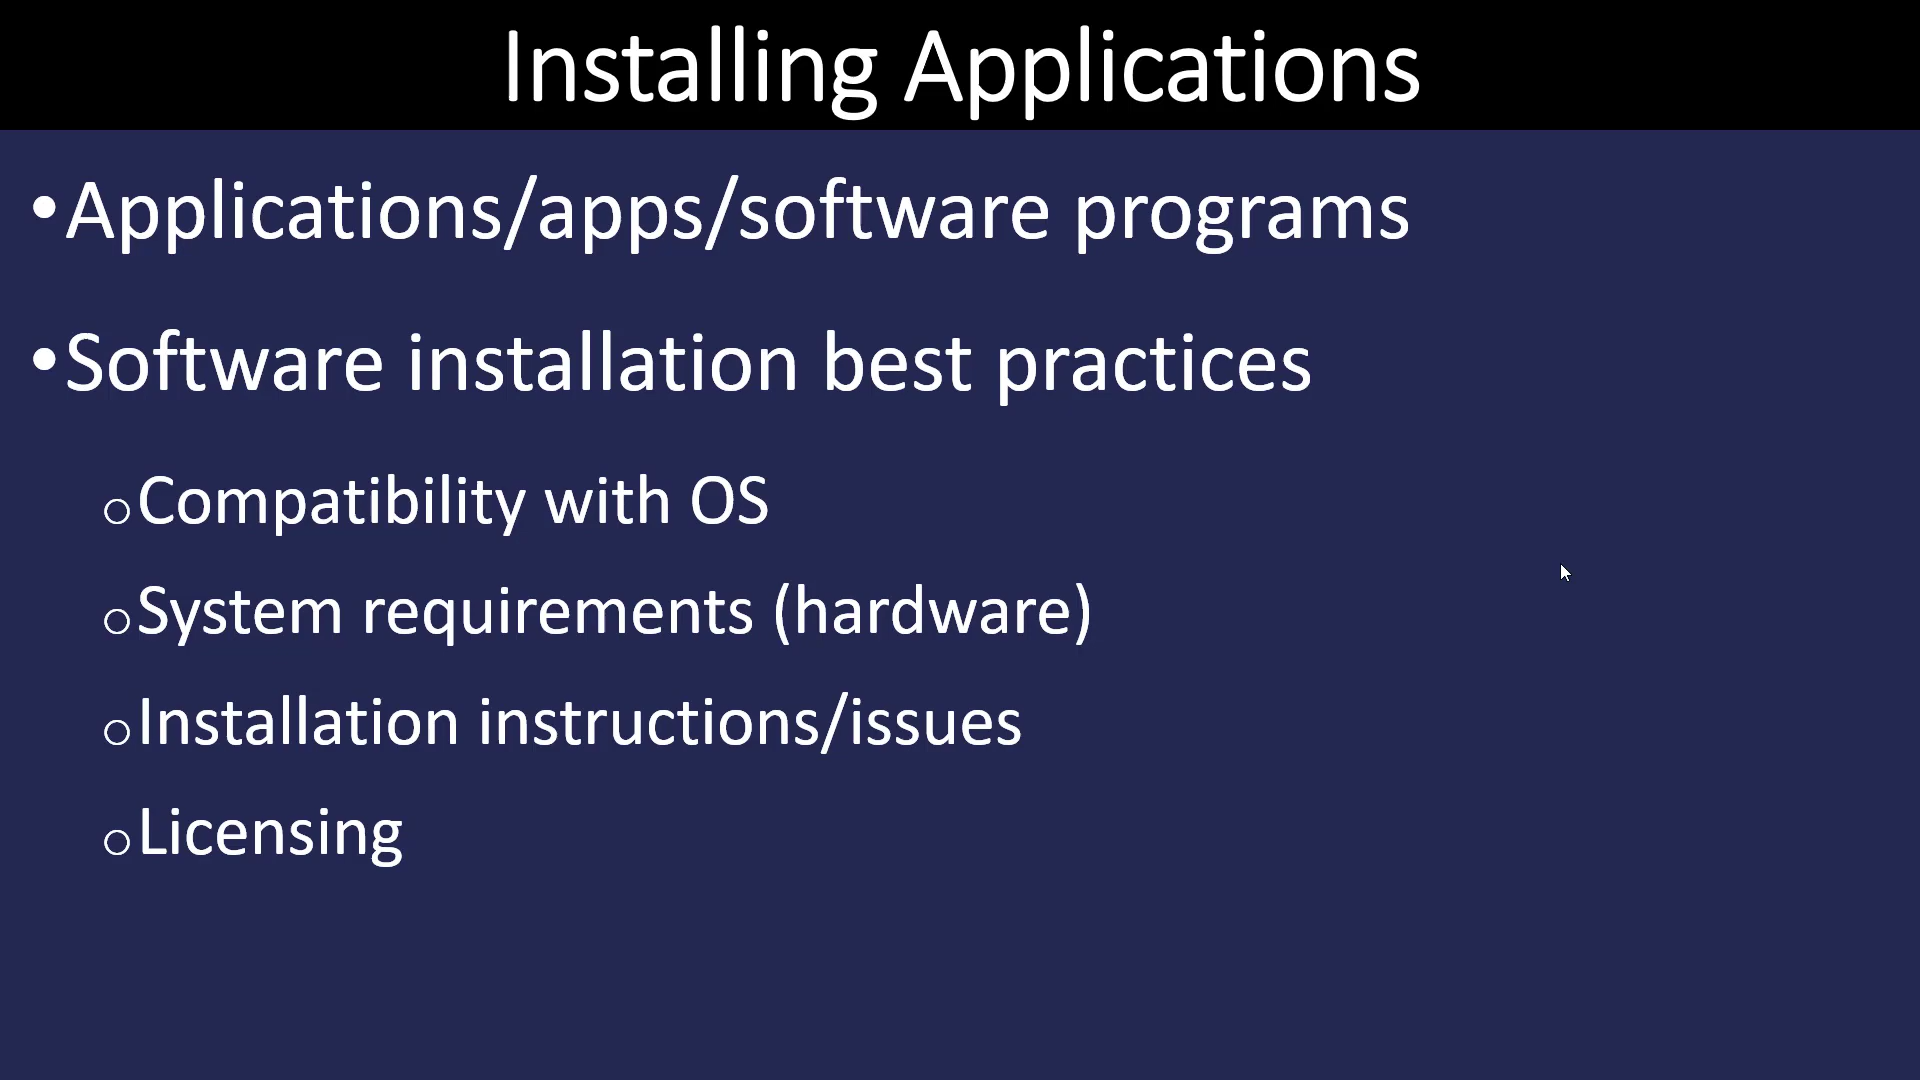 Installing Applications
•Applications/apps/software programs
•Software installation best practices
oCompatibility with OS
oSystem requirements (hardware)
oInstallation instructions/issues
oLicensing